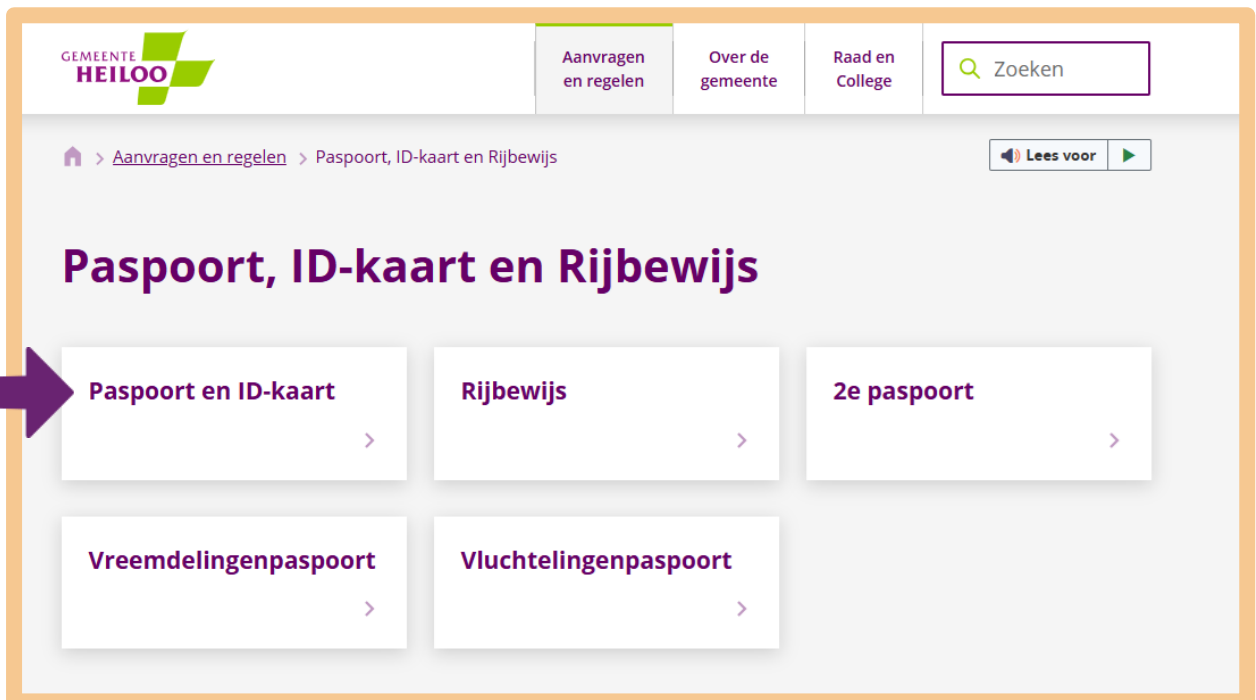 GEMEENTE
HEILOO
Aanvragen
en regelen
Over de
gemeente
Raad en
College
Zoeken
Aanvragen en regelen > Paspoort, ID-kaart en Rijbewijs
Lees voor
Paspoort, ID-kaart en Rijbewijs
Paspoort en ID-kaart
Rijbewijs
2e paspoort
Vreemdelingenpaspoort
Vluchtelingenpaspoort